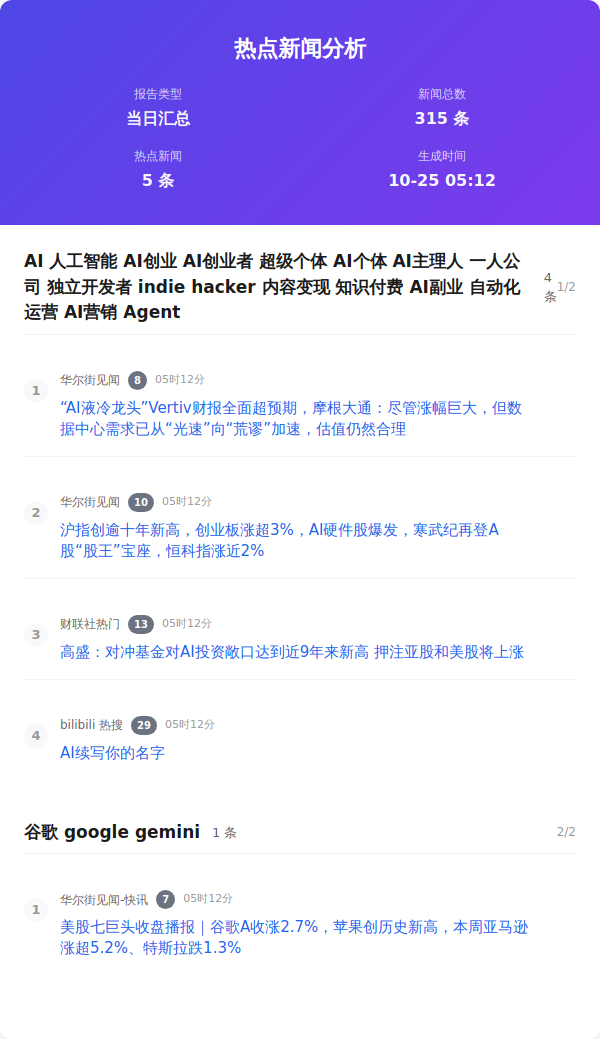 热点新闻分析
报告类型
当日汇总
新闻总数
315 条
热点新闻
5 条
生成时间
10-25 05:12
AI 人工智能 AI创业 AI创业者 超级个体 AI个体 AI主理人 一人公
司 独立开发者 indie hacker 内容变现 知识付费 AI副业 自动化
运营 AI营销 Agent
4
条
1/2
1
华尔街见闻 8 05时12分
“AI液冷龙头”Vertiv财报全面超预期，摩根大通：尽管涨幅巨大，但数
据中心需求已从“光速”向“荒谬”加速，估值仍然合理
2
华尔街见闻 10 05时12分
沪指创逾十年新高，创业板涨超3%，AI硬件股爆发，寒武纪再登A
股“股王”宝座，恒科指涨近2%
3
财联社热门 13 05时12分
高盛：对冲基金对AI投资敞口达到近9年来新高 押注亚股和美股将上涨
4
bilibili 热搜 29 05时12分
AI续写你的名字
谷歌 google gemini 1 条 2/2
1
华尔街见闻-快讯 7 05时12分
美股七巨头收盘播报｜谷歌A收涨2.7%，苹果创历史新高，本周亚马逊
涨超5.2%、特斯拉跌1.3%